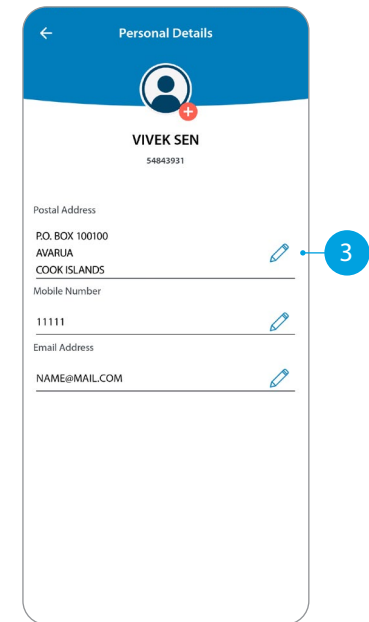 Personal Details
VIVEK SEN
54843931
Postal Address
P.O. BOX 100100
AVARUA
COOK ISLANDS
3
Mobile Number
11111
Email Address
NAME@MAIL.COM